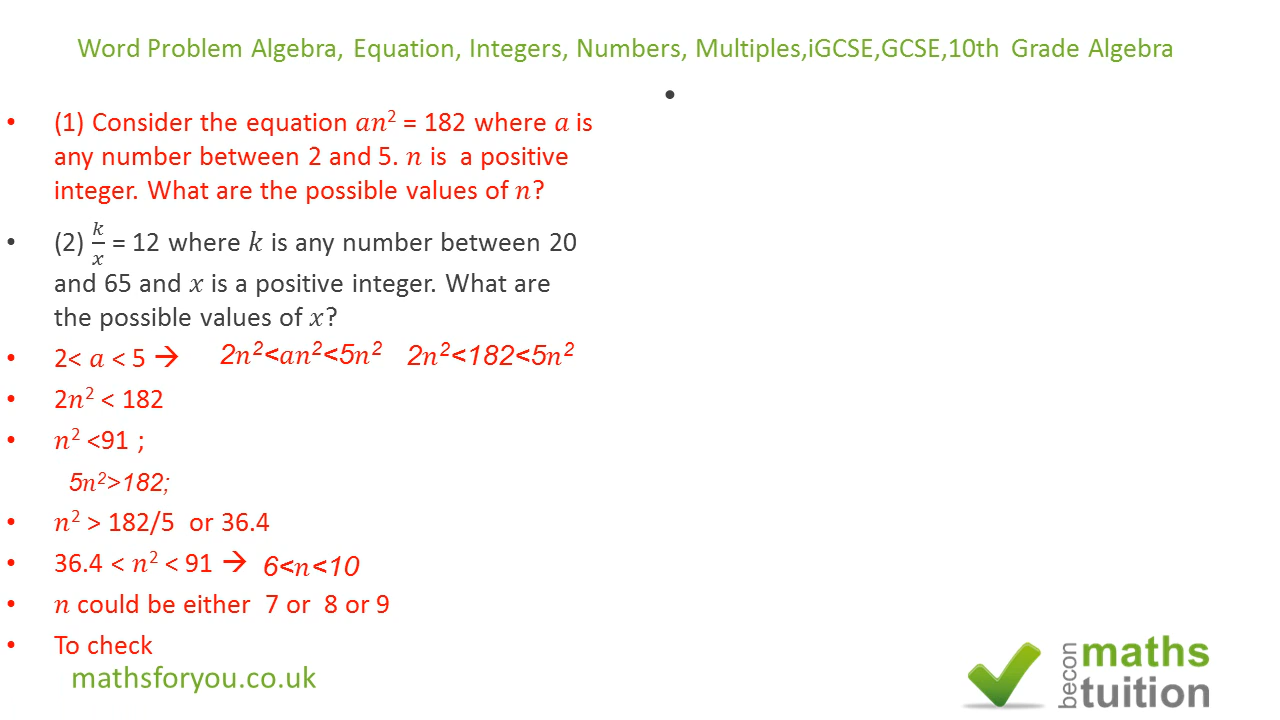 Word Problem Algebra, Equation, Integers, Numbers, Multiples,iGCSE,GCSE,10th Grade Algebra
• (1) Consider the equation 𝑎𝑛² = 182 where 𝑎 is
any number between 2 and 5. 𝑛 is a positive
integer. What are the possible values of 𝑛?
• (2) 𝑘/𝑥 = 12 where 𝑘 is any number between 20
and 65 and 𝑥 is a positive integer. What are
the possible values of 𝑥?
• 2< 𝑎 < 5 → 2𝑛²<𝑎𝑛²<5𝑛² 2𝑛²<182<5𝑛²
• 2𝑛² < 182
• 𝑛² <91 ;
5𝑛²>182;
• 𝑛² > 182/5 or 36.4
• 36.4 < 𝑛² < 91 → 6<𝑛<10
• 𝑛 could be either 7 or 8 or 9
• To check
mathsforyou.co.uk
•
becon maths
tuition